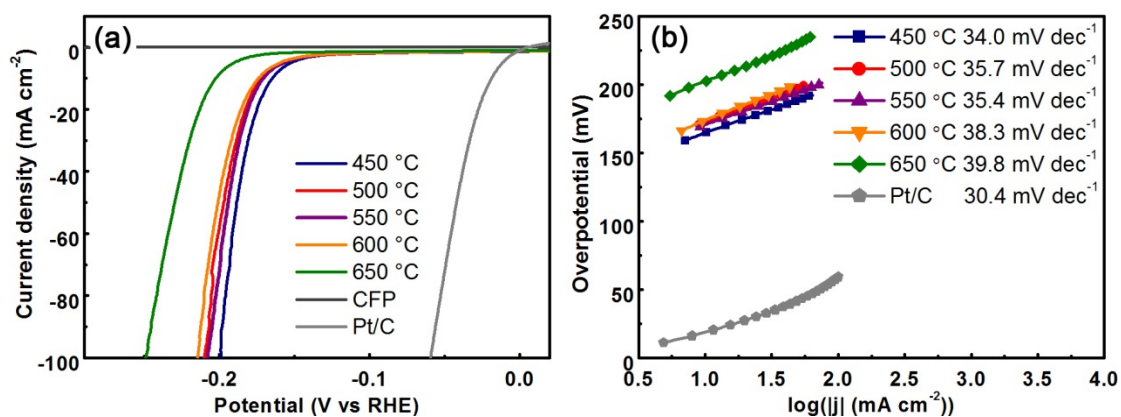 (a)
Current density (mA cm⁻²)
0
-20
-40
-60
-80
-100
450 °C
500 °C
550 °C
600 °C
650 °C
CFP
Pt/C
-0.2
-0.1
0.0
Potential (V vs RHE)
(b)
Overpotential (mV)
250
200
150
100
50
0
450 °C 34.0 mV dec⁻¹
500 °C 35.7 mV dec⁻¹
550 °C 35.4 mV dec⁻¹
600 °C 38.3 mV dec⁻¹
650 °C 39.8 mV dec⁻¹
Pt/C 30.4 mV dec⁻¹
0.5
1.0
1.5
2.0
2.5
3.0
3.5
4.0
log(|j| (mA cm⁻²))